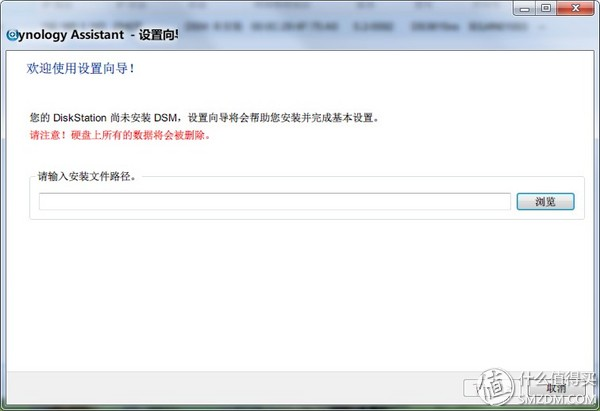 ynology Assistant - 设置向导
欢迎使用设置向导！
您的 DiskStation 尚未安装 DSM，设置向导将会帮助您安装并完成基本设置。
请注意！硬盘上所有的数据将会被删除。
请输入安装文件路径。
浏览
取消
值 什么值得买
SMZDM.COM